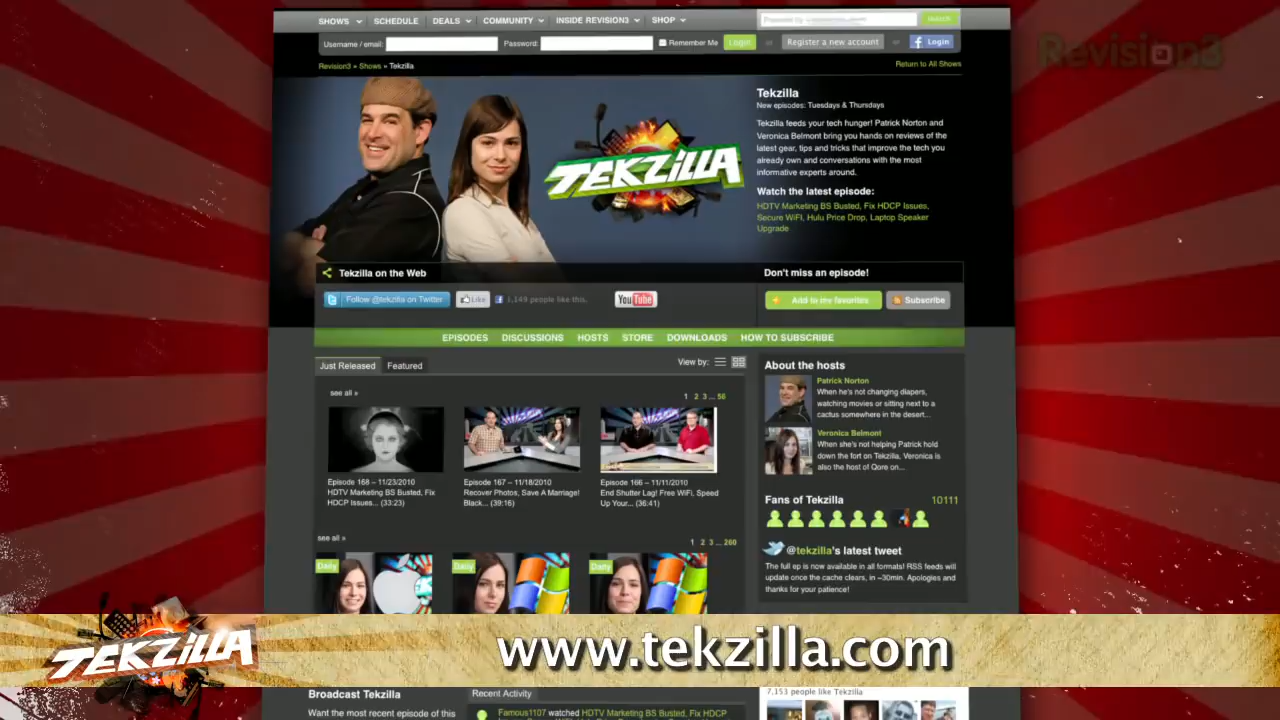 SHOWS SCHEDULE DEALS COMMUNITY INSIDE REVISION3 SHOP
Powered by
Revision3
Username / email: Password: Remember Me Login or Register a new account or Login
Revision3 » Shows » Tekzilla
Return to All Shows
TEKZILLA
Tekzilla
New episodes: Tuesdays & Thursdays
Tekzilla feeds your tech hunger! Patrick Norton and
Veronica Belmont bring you hands on reviews of the
latest gear, tips and tricks that improve the tech you
already own and conversations with the most
informative experts around.
Watch the latest episode:
HDTV Marketing BS Busted, Fix HDCP Issues,
Secure WiFI, Hulu Price Drop, Laptop Speaker
Upgrade
Tekzilla on the Web
Don't miss an episode!
Follow @tekzilla on Twitter
Like
1,149 people like this.
YouTube
Add to my favorites
Subscribe
EPISODES DISCUSSIONS HOSTS STORE DOWNLOADS HOW TO SUBSCRIBE
Just Released Featured
View by:
see all »
1 2 3 ... 56
Episode 168 – 11/23/2010
HDTV Marketing BS Busted, Fix
HDCP Issues... (33:23)
Episode 167 – 11/18/2010
Recover Photos, Save A Marriage!
Black... (39:16)
Episode 166 – 11/11/2010
End Shutter Lag! Free WiFi, Speed
Up Your... (36:41)
see all »
1 2 3 ... 260
Daily
Daily
Daily
About the hosts
Patrick Norton
When he's not changing diapers,
watching movies or sitting next to a
cactus somewhere in the desert...
Veronica Belmont
When she's not helping Patrick hold
down the fort on Tekzilla, Veronica is
also the host of Qore on...
Fans of Tekzilla
10111
@tekzilla's latest tweet
The full ep is now available in all formats! RSS feeds will
update once the cache clears, in ~30min. Apologies and
thanks for your patience!
TEKZILLA
www.tekzilla.com
Broadcast Tekzilla
Want the most recent episode of this
Recent Activity
Famous1107 watched HDTV Marketing BS Busted, Fix HDCP
7,153 people like Tekzilla